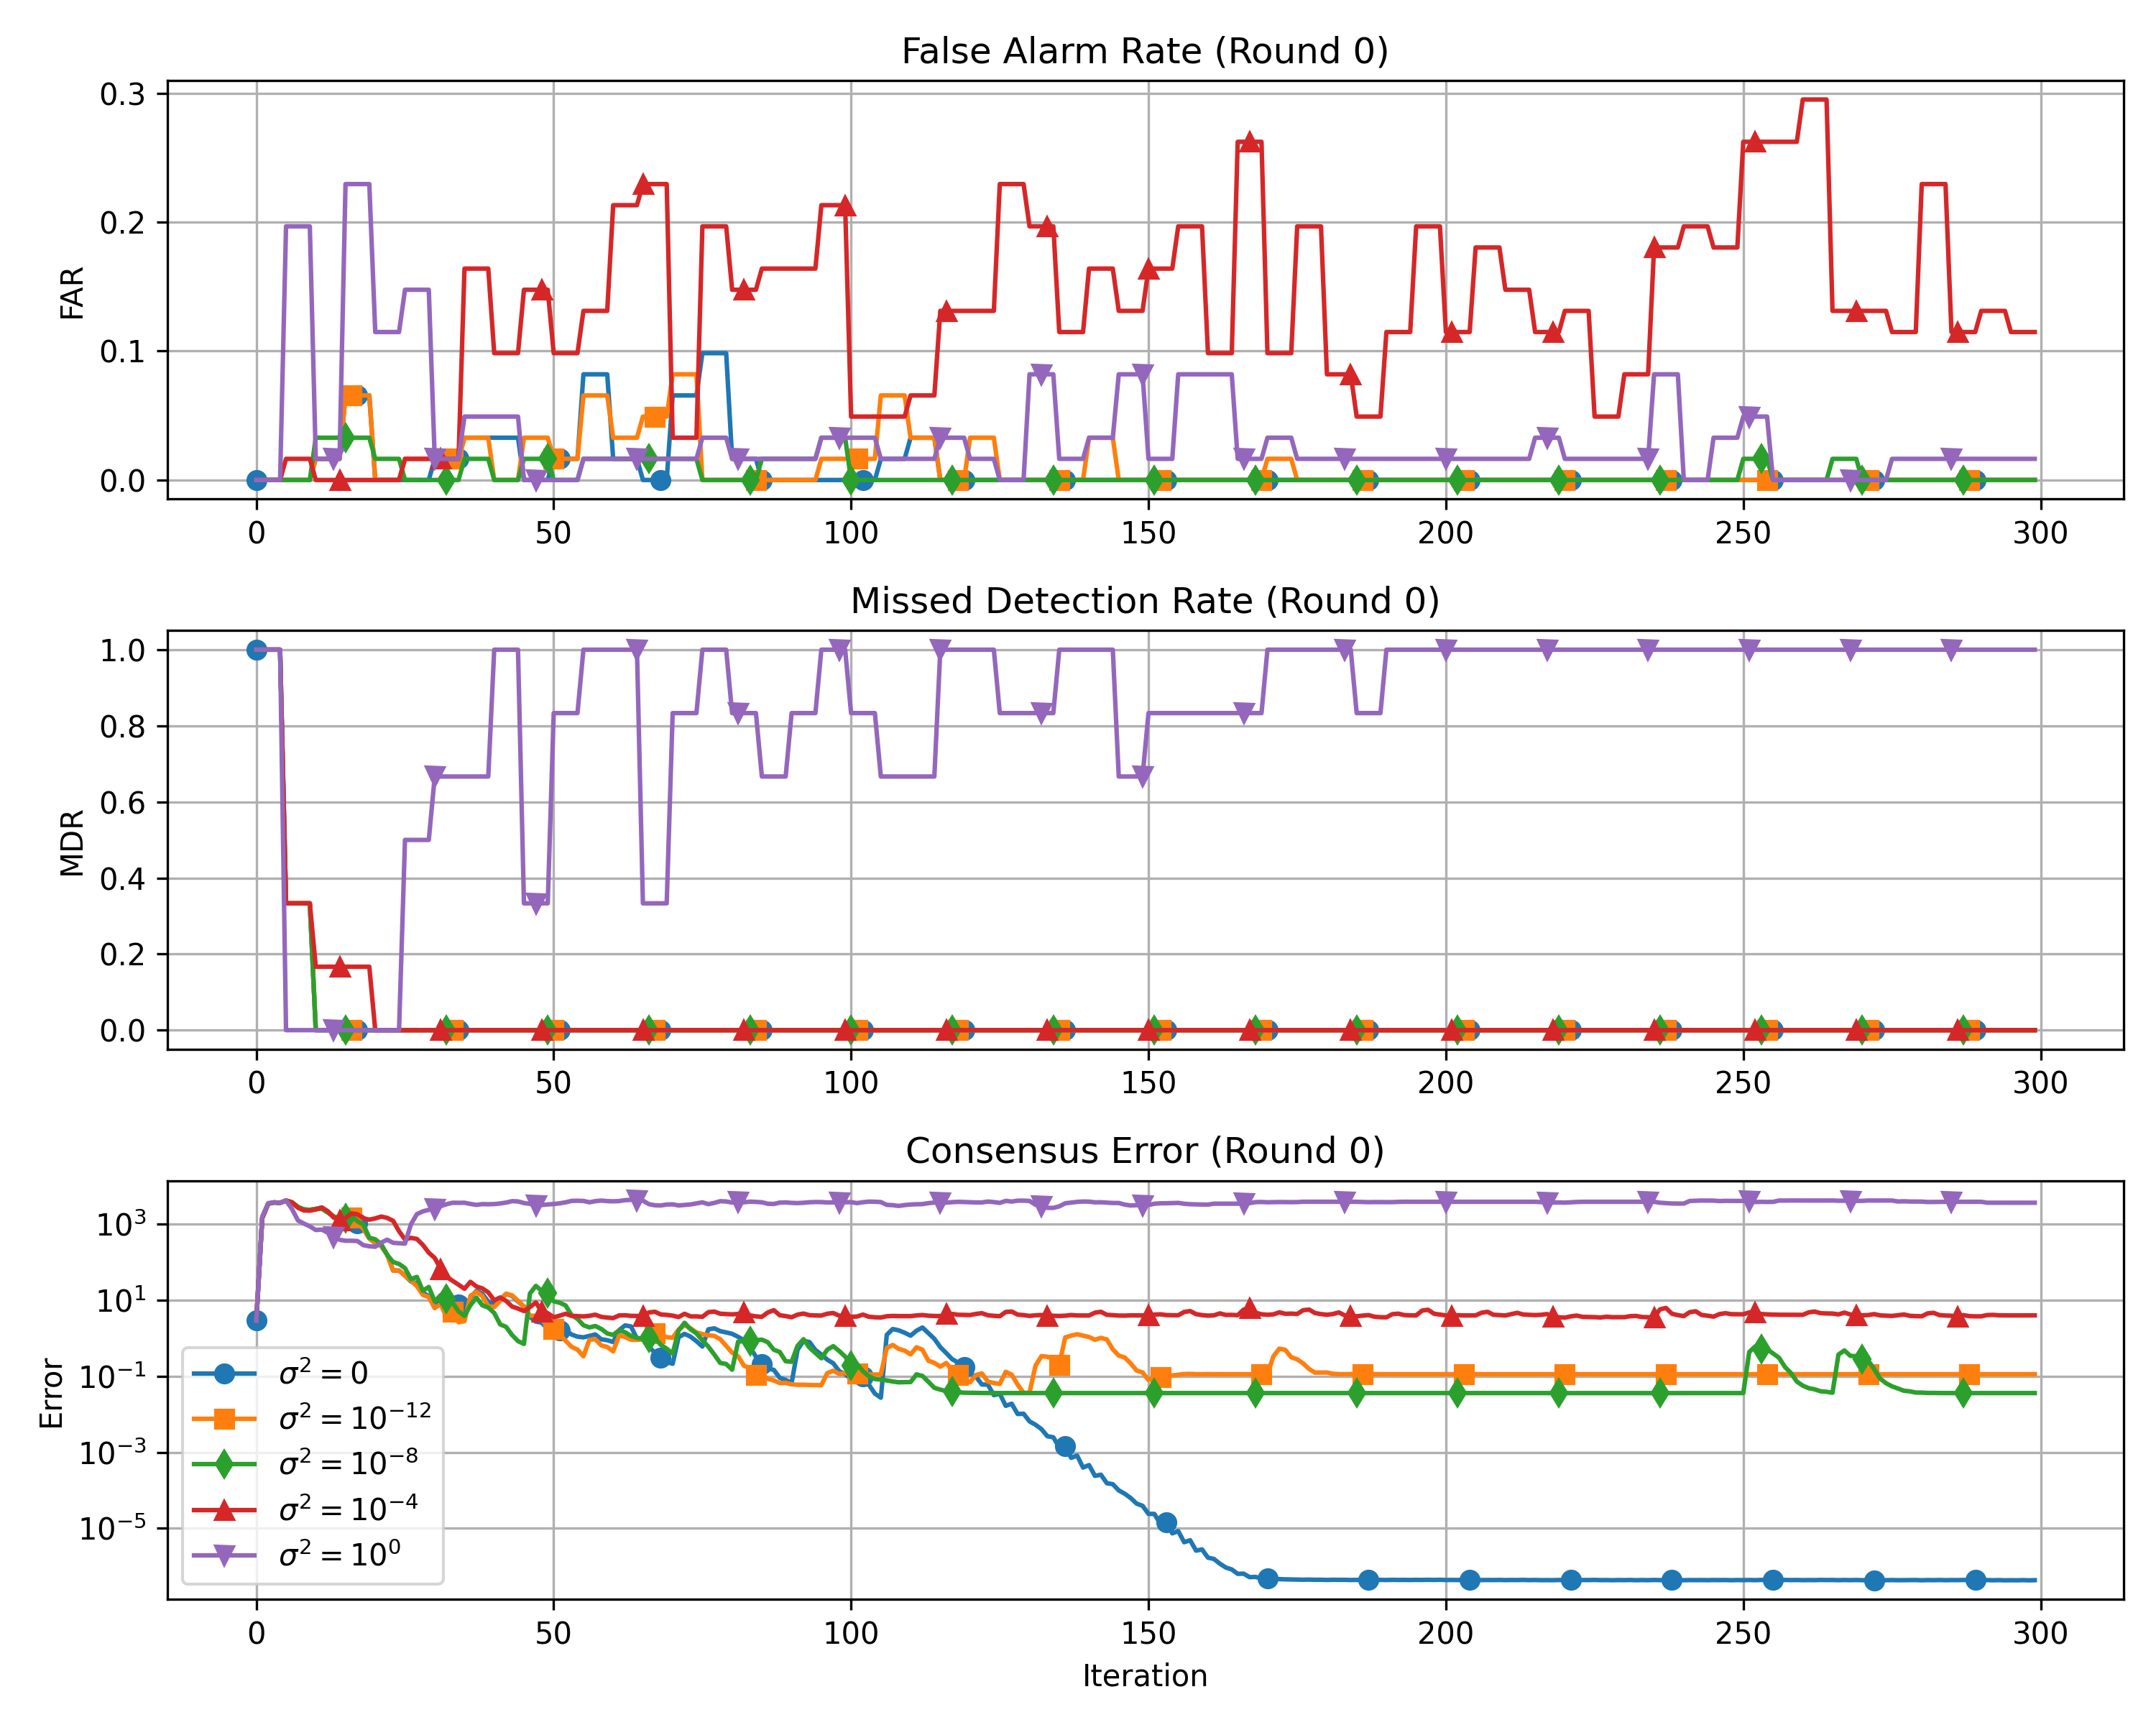 False Alarm Rate (Round 0)
0.3
0.2
0.1
0.0
FAR
0 50 100 150 200 250 300
Missed Detection Rate (Round 0)
1.0
0.8
0.6
0.4
0.2
0.0
MDR
0 50 100 150 200 250 300
Consensus Error (Round 0)
10³
10¹
10⁻¹
10⁻³
10⁻⁵
Error
σ² = 0
σ² = 10⁻¹²
σ² = 10⁻⁸
σ² = 10⁻⁴
σ² = 10⁰
0 50 100 150 200 250 300
Iteration